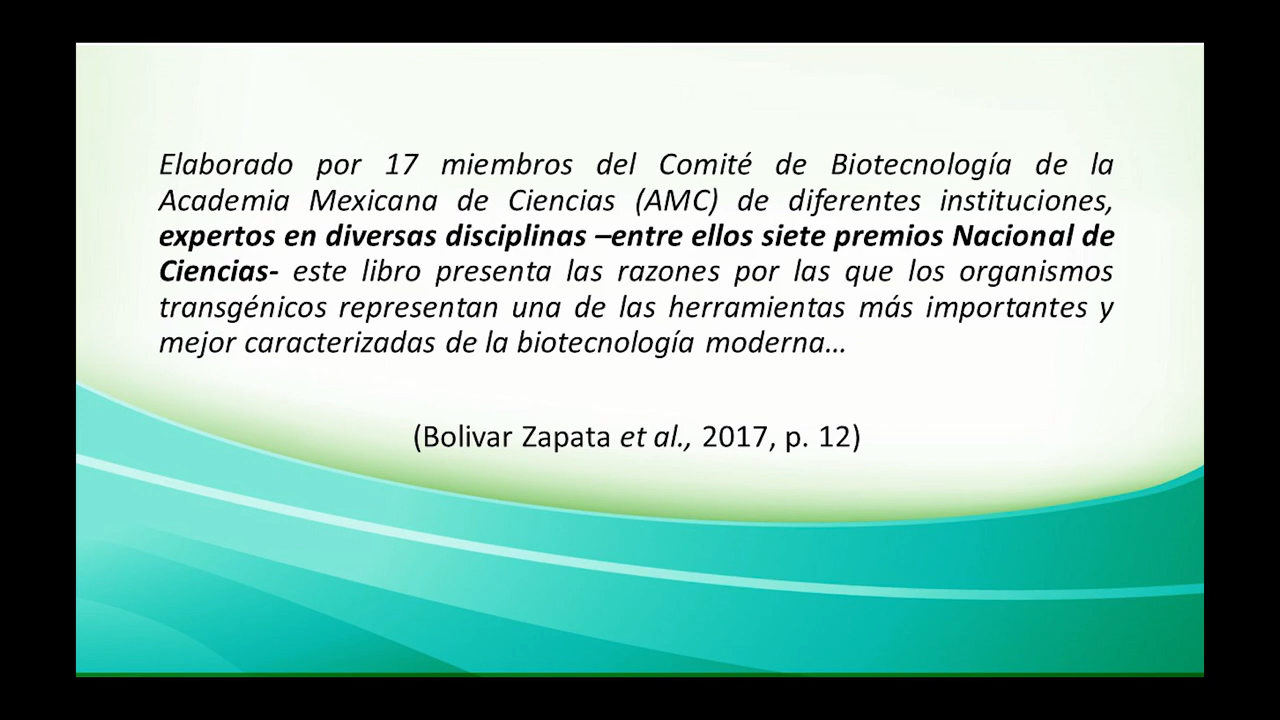 Elaborado por 17 miembros del Comité de Biotecnología de la
Academia Mexicana de Ciencias (AMC) de diferentes instituciones,
expertos en diversas disciplinas –entre ellos siete premios Nacional de
Ciencias- este libro presenta las razones por las que los organismos
transgénicos representan una de las herramientas más importantes y
mejor caracterizadas de la biotecnología moderna…
(Bolivar Zapata et al., 2017, p. 12)